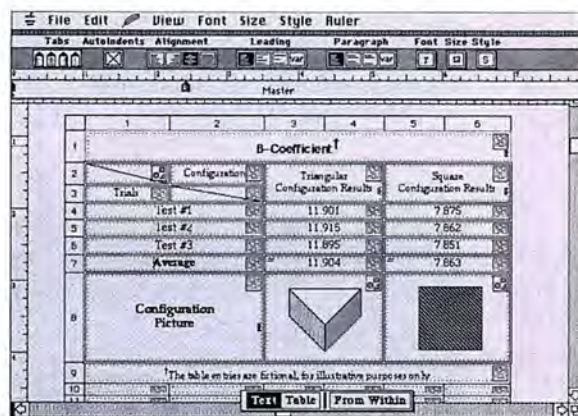 File Edit View Font Size Style Ruler
Tabs AutoIndents Alignment Leading Paragraph Font Size Style
var var T 12 S
Master
1 2 3 4 5 6
1 B-Coefficient†
2 Configuration Triangular Configuration Results Square Configuration Results
3 Trials
4 Test #1 11.901 7.875
5 Test #2 11.915 7.862
6 Test #3 11.895 7.851
7 Average 11.904 7.863
8 Configuration Picture
9 †The table entries are fictional, for illustrative purposes only
10
Text Table From Within